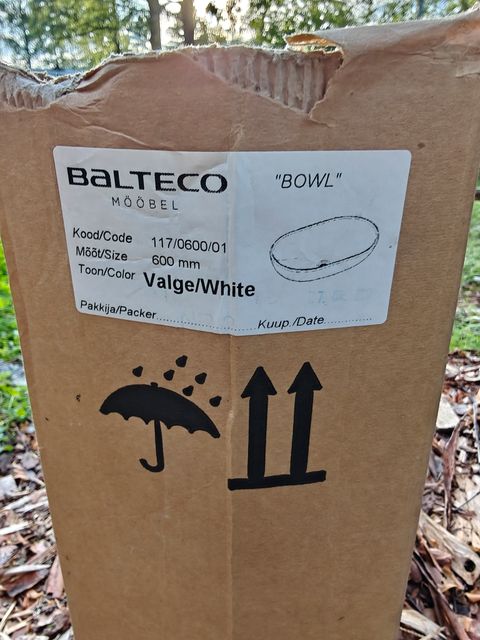 BALTECO
MÖÖBEL
"BOWL"
Kood/Code 117/0600/01
Mõõt/Size 600 mm
Toon/Color Valge/White
Pakkija/Packer..............
Kuup./Date..............